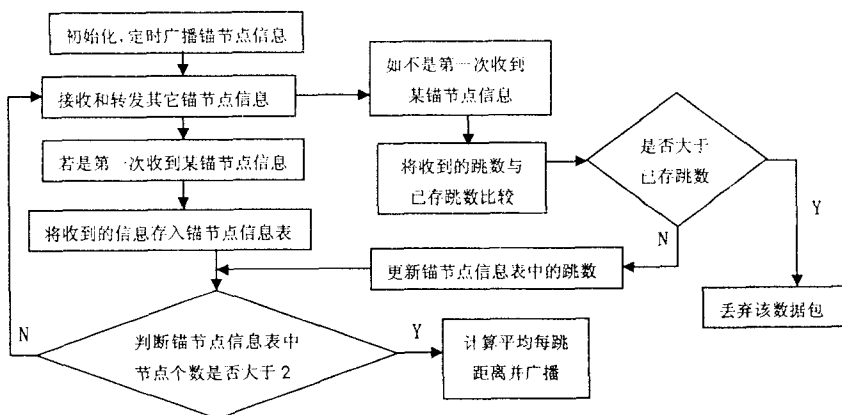 初始化,定时广播锚节点信息
接收和转发其它锚节点信息
如不是第一次收到
某锚节点信息
若是第一次收到某锚节点信息
将收到的跳数与
已存跳数比较
是否大于
已存跳数
Y
N
将收到的信息存入锚节点信息表
更新锚节点信息表中的跳数
丢弃该数据包
N
判断锚节点信息表中
节点个数是否大于2
Y
计算平均每跳
距离并广播